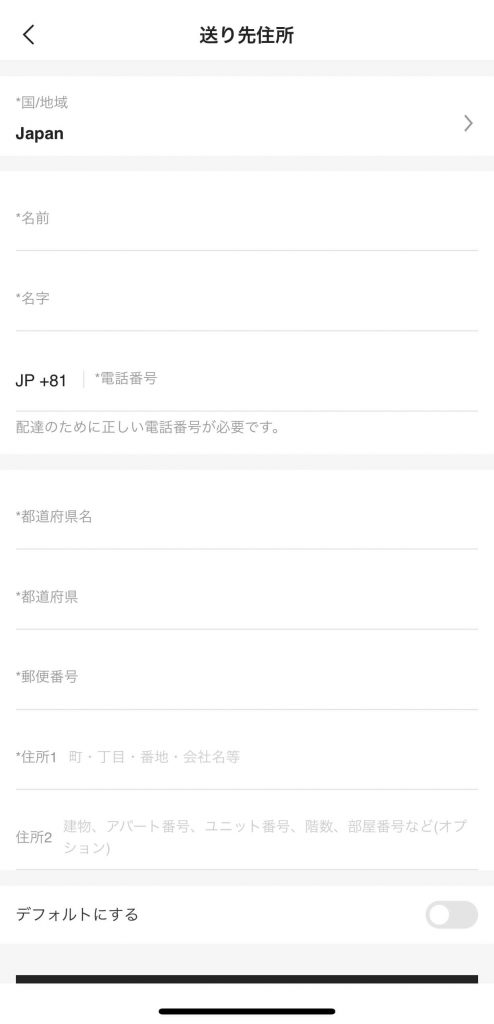 送り先住所
*国/地域
Japan
*名前
*名字
JP +81 *電話番号
配達のために正しい電話番号が必要です。
*都道府県名
*都道府県
*郵便番号
*住所1 町・丁目・番地・会社名等
住所2 建物、アパート番号、ユニット番号、階数、部屋番号など(オプ
ション)
デフォルトにする